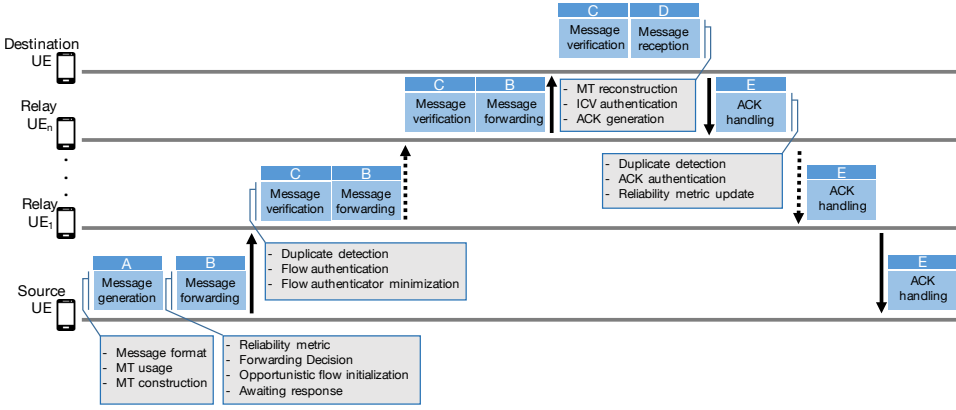 C
D
Message
verification
Message
reception
Destination
UE
C
B
Message
verification
Message
forwarding
- MT reconstruction
- ICV authentication
- ACK generation
E
ACK
handling
Relay
UEn
- Duplicate detection
- ACK authentication
- Reliability metric update
C
B
Message
verification
Message
forwarding
E
ACK
handling
Relay
UE1
- Duplicate detection
- Flow authentication
- Flow authenticator minimization
A
B
Message
generation
Message
forwarding
E
ACK
handling
Source
UE
- Message format
- MT usage
- MT construction
- Reliability metric
- Forwarding Decision
- Opportunistic flow initialization
- Awaiting response